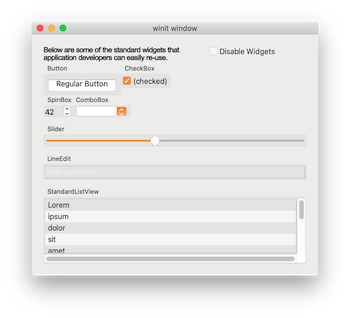 winit window
Below are some of the standard widgets that
application developers can easily re-use.
Disable Widgets
Button
CheckBox
Regular Button
(checked)
SpinBox ComboBox
42
Slider
LineEdit
StandardListView
Lorem
ipsum
dolor
sit
amet